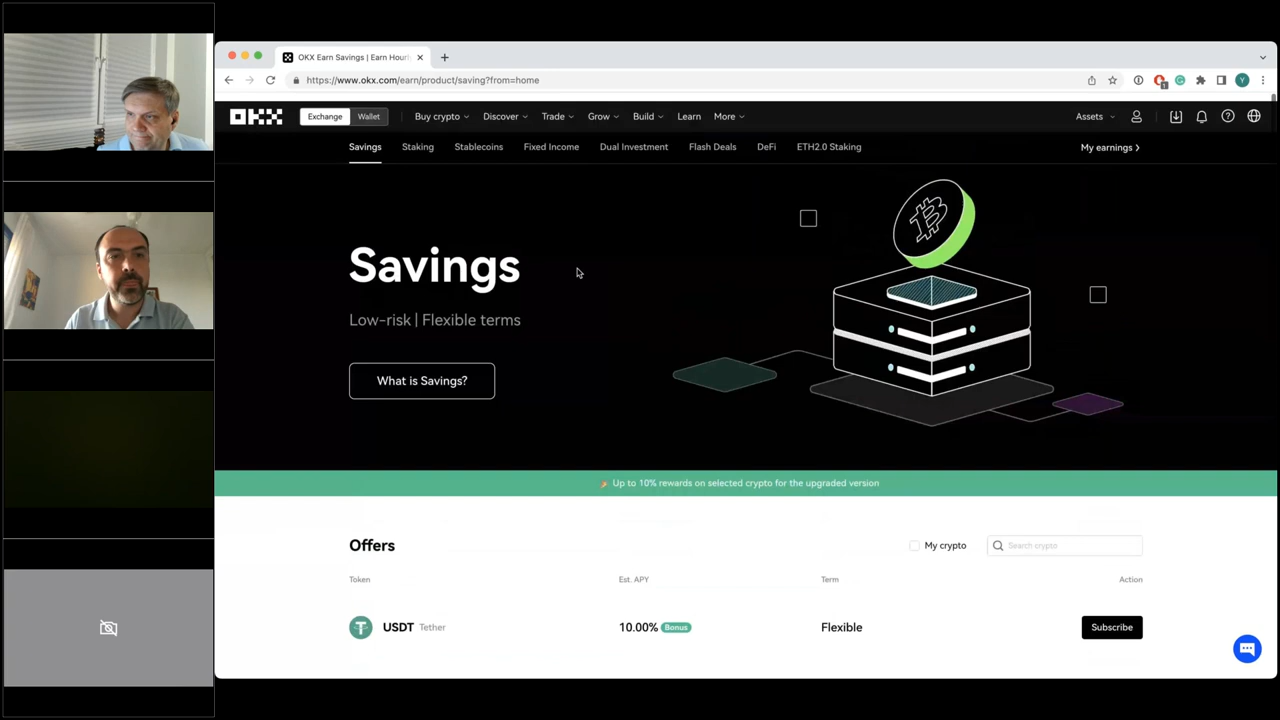 OKX Earn Savings | Earn Hourl
https://www.okx.com/earn/product/saving?from=home
1
Y
OKX
Exchange
Wallet
Buy crypto
Discover
Trade
Grow
Build
Learn
More
Assets
Savings
Staking
Stablecoins
Fixed Income
Dual Investment
Flash Deals
DeFi
ETH2.0 Staking
My earnings
Savings
Low-risk | Flexible terms
What is Savings?
Up to 10% rewards on selected crypto for the upgraded version
Offers
My crypto
Search crypto
Token
Est. APY
Term
Action
USDT Tether
10.00% Bonus
Flexible
Subscribe